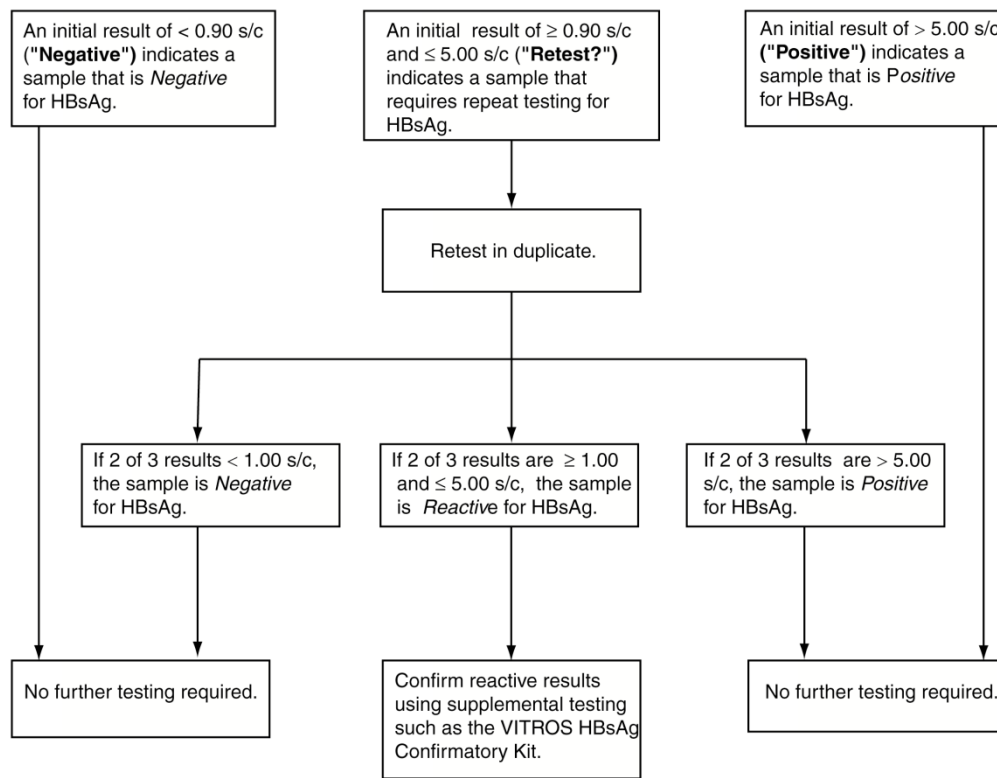 An initial result of < 0.90 s/c
("Negative") indicates a
sample that is Negative
for HBsAg.
An initial  result of ≥ 0.90 s/c
and ≤ 5.00 s/c ("Retest?")
indicates a sample that
requires repeat testing for
HBsAg.
An initial result of > 5.00 s/c
("Positive") indicates a
sample that is Positive
for HBsAg.
Retest in duplicate.
If 2 of 3 results < 1.00 s/c,
the sample is Negative
for HBsAg.
If 2 of 3 results are ≥ 1.00
and ≤ 5.00 s/c,  the sample
is  Reactive for HBsAg.
If 2 of 3 results  are > 5.00
s/c, the sample is Positive
for HBsAg.
No further testing required.
Confirm reactive results
using supplemental testing
such as the VITROS HBsAg
Confirmatory Kit.
No further testing required.